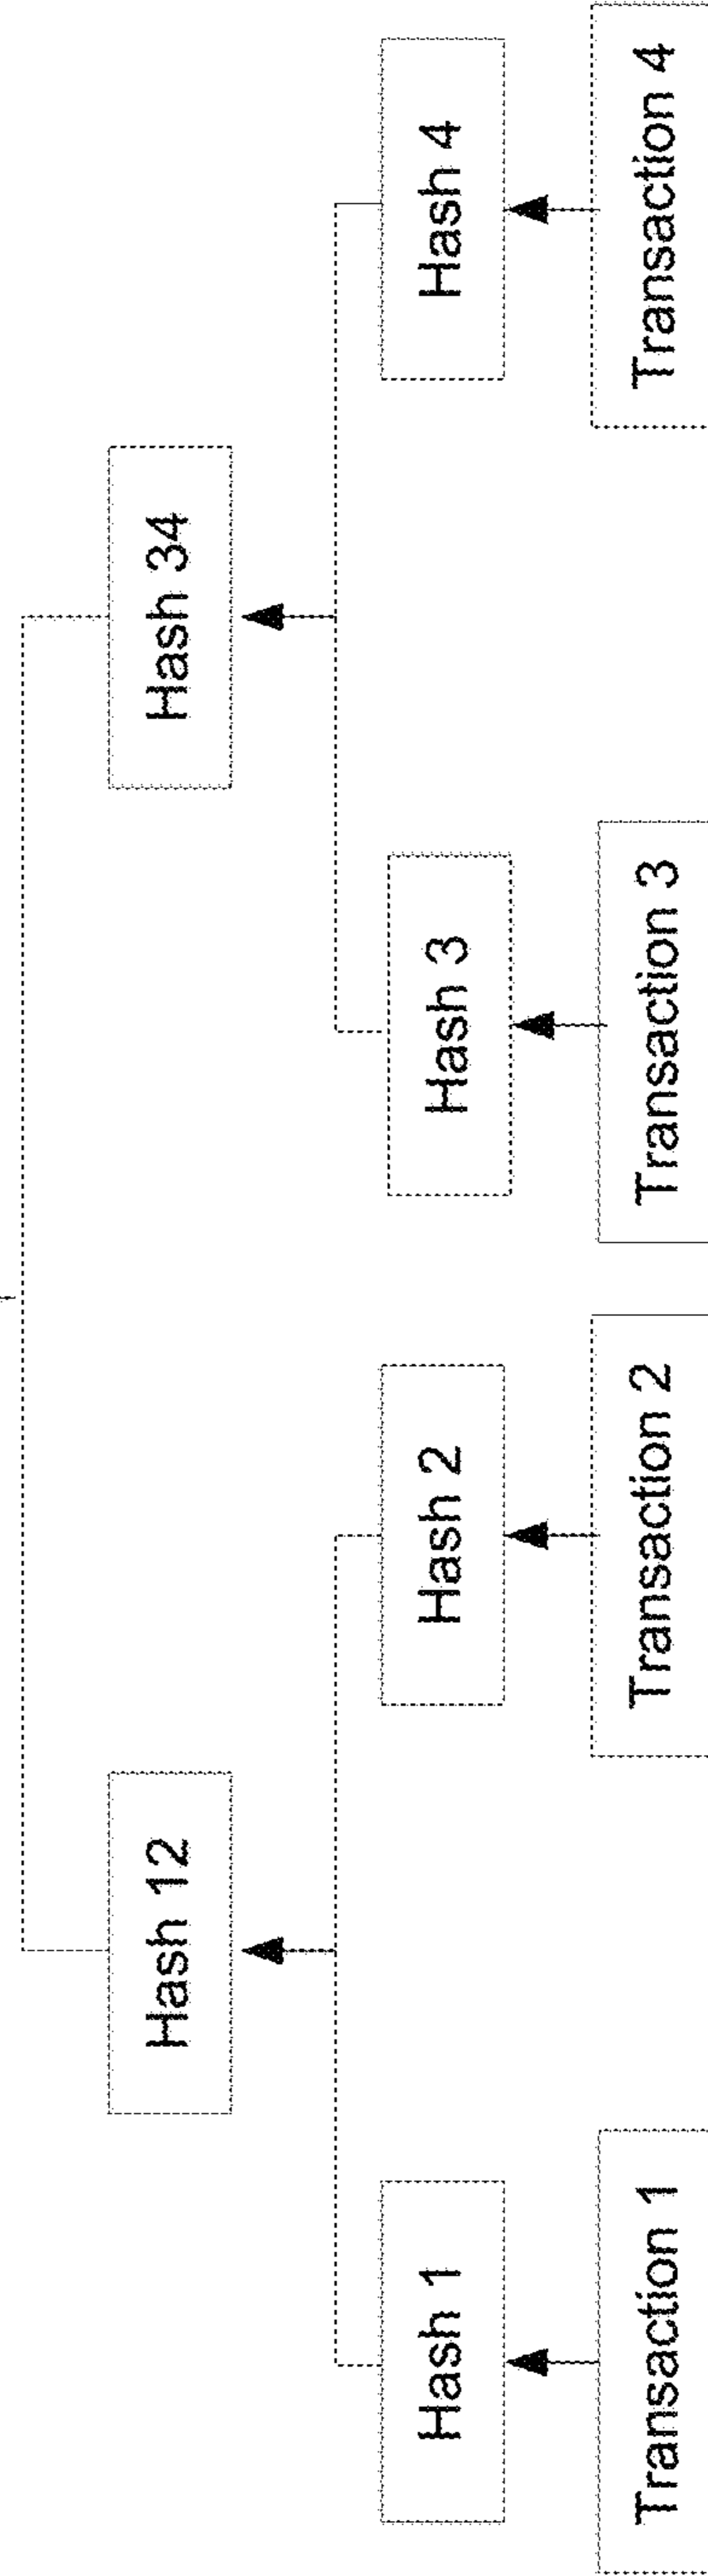 Hash 12
Hash 34
Hash 1
Hash 2
Hash 3
Hash 4
Transaction 1
Transaction 2
Transaction 3
Transaction 4